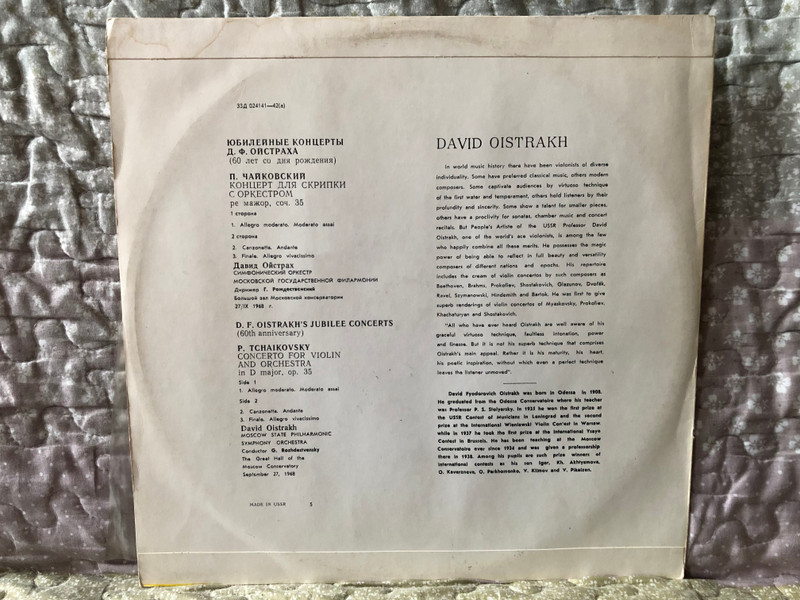 33Д 024141—42(a)
ЮБИЛЕЙНЫЕ КОНЦЕРТЫ
Д. Ф. ОЙСТРАХА
(60 лет со дня рождения)
П. ЧАЙКОВСКИЙ
КОНЦЕРТ ДЛЯ СКРИПКИ
С ОРКЕСТРОМ
ре мажор, соч. 35
1 сторона
1. Allegro moderato. Moderato assai
2 сторона
2. Canzonetta. Andante
3. Finale. Allegro vivacissimo
Давид Ойстрах
СИМФОНИЧЕСКИЙ ОРКЕСТР
МОСКОВСКОЙ ГОСУДАРСТВЕННОЙ ФИЛАРМОНИИ
Дирижер Г. Рождественский
Большой зал Московской консерватории
27/IX 1968 г.
D. F. OISTRAKH'S JUBILEE CONCERTS
(60th anniversary)
P. TCHAIKOVSKY
CONCERTO FOR VIOLIN
AND ORCHESTRA
in D major, op. 35
Side 1
1. Allegro moderato. Moderato assai
Side 2
2. Canzonetta. Andante
3. Finale. Allegro vivacissimo
David Oistrakh
MOSCOW STATE PHILHARMONIC
SYMPHONY ORCHESTRA
Conductor G. Rozhdestvensky
The Great Hall of the
Moscow Conservatory
September 27, 1968
MADE IN USSR
DAVID OISTRAKH
In world music history there have been violonists of diverse
individuality. Some have preferred classical music, others modern
composers. Some captivate audiences by virtuoso technique
of the first water and temperament, others hold listeners by their
profundity and sincerity. Some show a talent for smaller pieces,
others have a proclivity for sonatas, chamber music and concert
recitals. But People's Artiste of the USSR Professor David
Oistrakh, one of the world's ace violonists, is among the few
who happily combine all these merits. He possesses the magic
power of being able to reflect in full beauty and versatility
composers of different nations and epochs. His repertoire
includes the cream of violin concertos by such composers as
Beethoven, Brahms, Prokofiev, Shostakovich, Glazunov, Dvořák,
Ravel, Szymanowski, Hindemith and Bartok. He was first to give
superb renderings of violin concertos of Myaskovsky, Prokofiev,
Khachaturyan and Shostakovich.
"All who have ever heard Oistrakh are well aware of his
graceful virtuoso technique, faultless intonation, power
and finesse. But it is not his superb technique that comprises
Oistrakh's main appeal. Rather it is his maturity, his heart,
his poetic inspiration, without which even a perfect technique
leaves the listener unmoved".
David Fyodorovich Oistrakh was born in Odessa in 1908.
He graduated from the Odessa Conservatoire where his teacher
was Professor P. S. Stolyarsky. In 1935 he won the first prize at
the USSR Contest of Musicians in Leningrad and the second
prize at the International Wieniawski Violin Contest in Warsaw
while in 1937 he took the first prize at the International Ysaye
Contest in Brussels. He has been teaching at the Moscow
Conservatoire ever since 1934 and was given a professorship
there in 1938. Among his pupils are such prize winners of
international contests as his son Igor, Kh. Akhtyamova,
O. Kaverzneva, O. Parkhomenko, V. Klimov and V. Pikaizen.